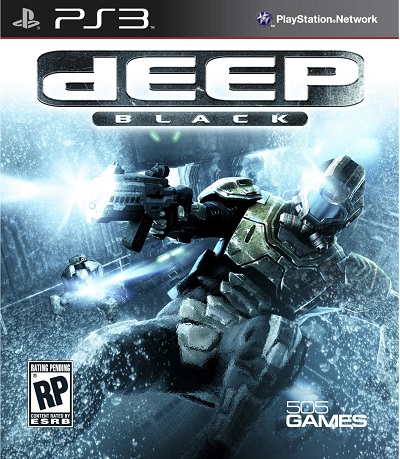 PS3
PlayStation®Network
dEEP
BLACK
RATING PENDING
RP
CONTENT RATED BY
ESRB
505
GAMES